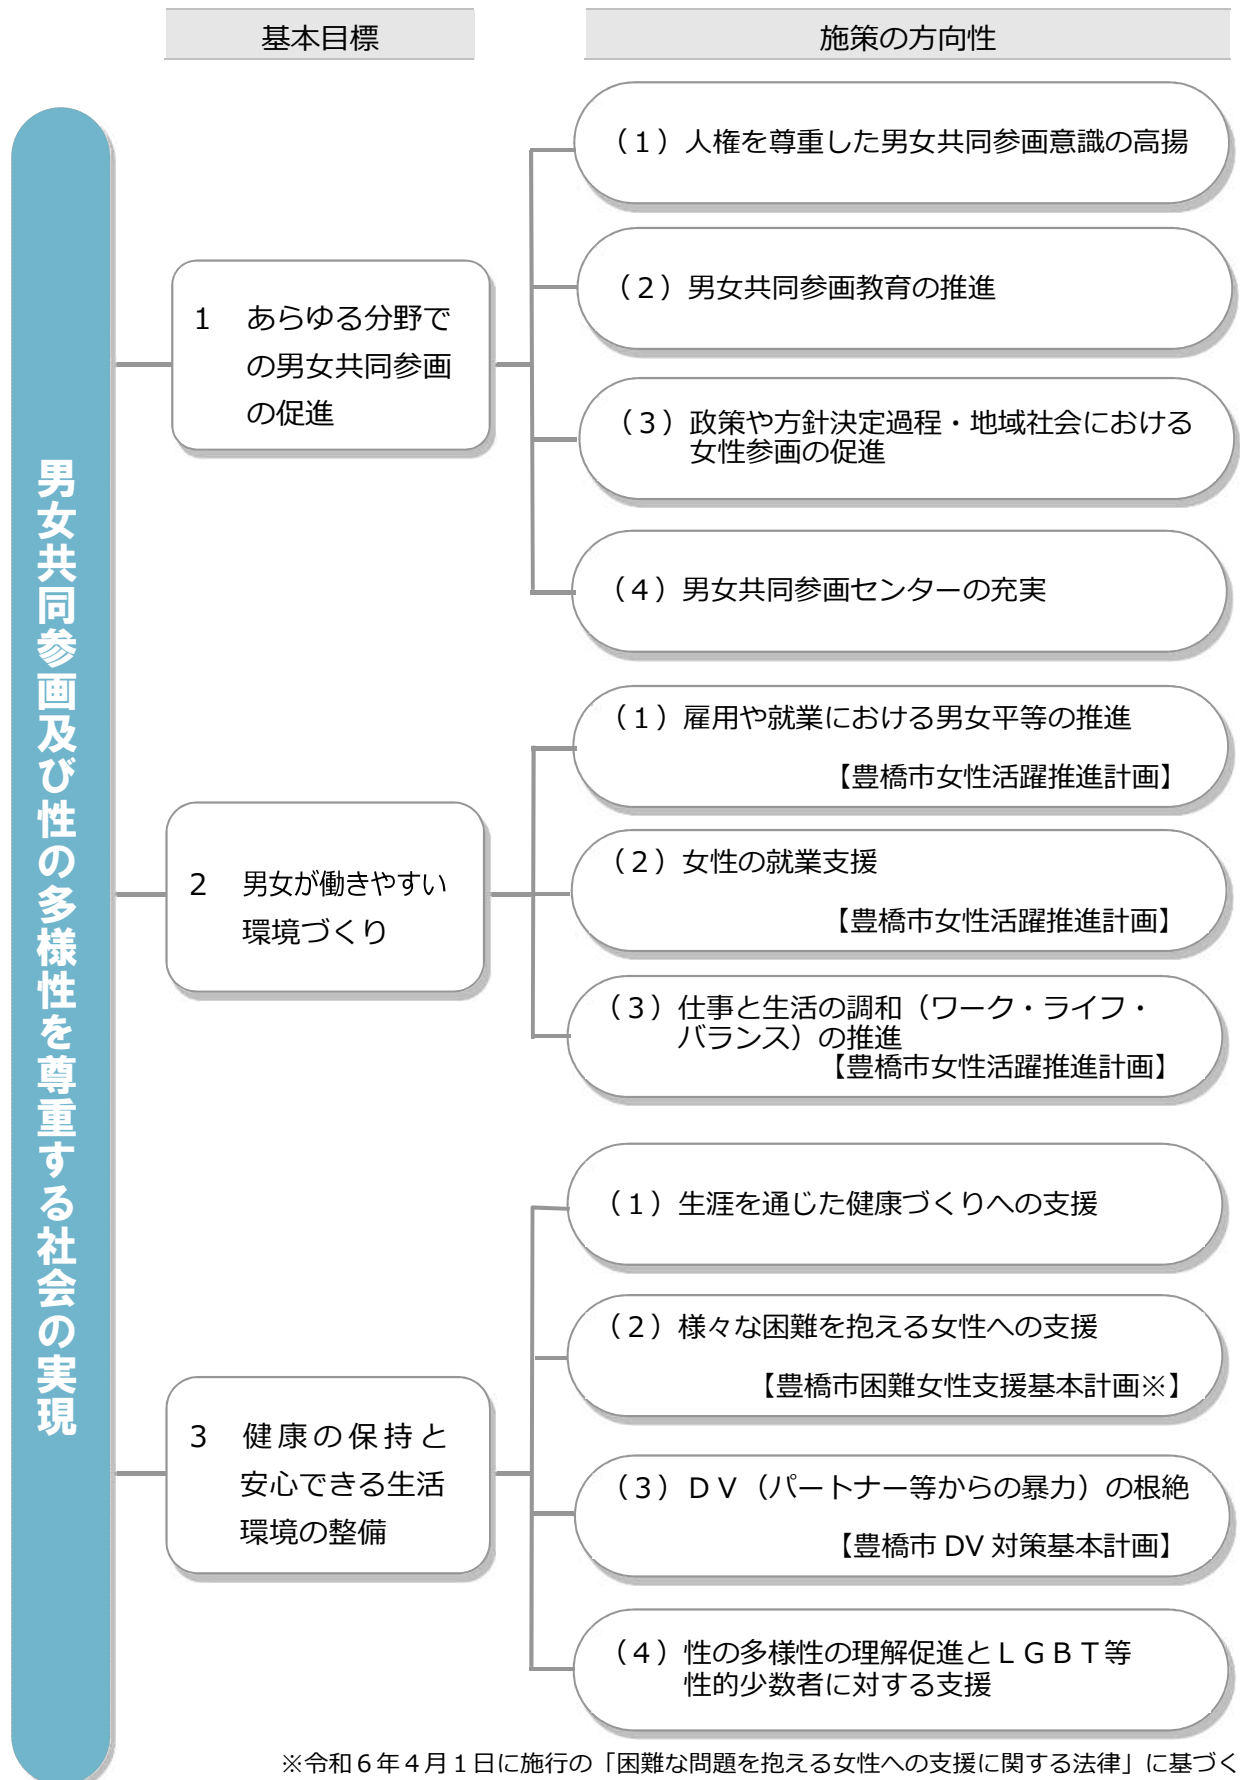 基本目標
施策の方向性
男女共同参画及び性の多様性を尊重する社会の実現
1 あらゆる分野で
の男女共同参画
の促進
（１）人権を尊重した男女共同参画意識の高揚
（２）男女共同参画教育の推進
（３）政策や方針決定過程・地域社会における
女性参画の促進
（４）男女共同参画センターの充実
2 男女が働きやすい
環境づくり
（１）雇用や就業における男女平等の推進
【豊橋市女性活躍推進計画】
（２）女性の就業支援
【豊橋市女性活躍推進計画】
（３）仕事と生活の調和（ワーク・ライフ・
バランス）の推進
【豊橋市女性活躍推進計画】
3 健康の保持と
安心できる生活
環境の整備
（１）生涯を通じた健康づくりへの支援
（２）様々な困難を抱える女性への支援
【豊橋市困難女性支援基本計画※】
（３）ＤＶ（パートナー等からの暴力）の根絶
【豊橋市 DV 対策基本計画】
（４）性の多様性の理解促進とＬＧＢＴ等
性的少数者に対する支援
※令和６年４月１日に施行の「困難な問題を抱える女性への支援に関する法律」に基づく